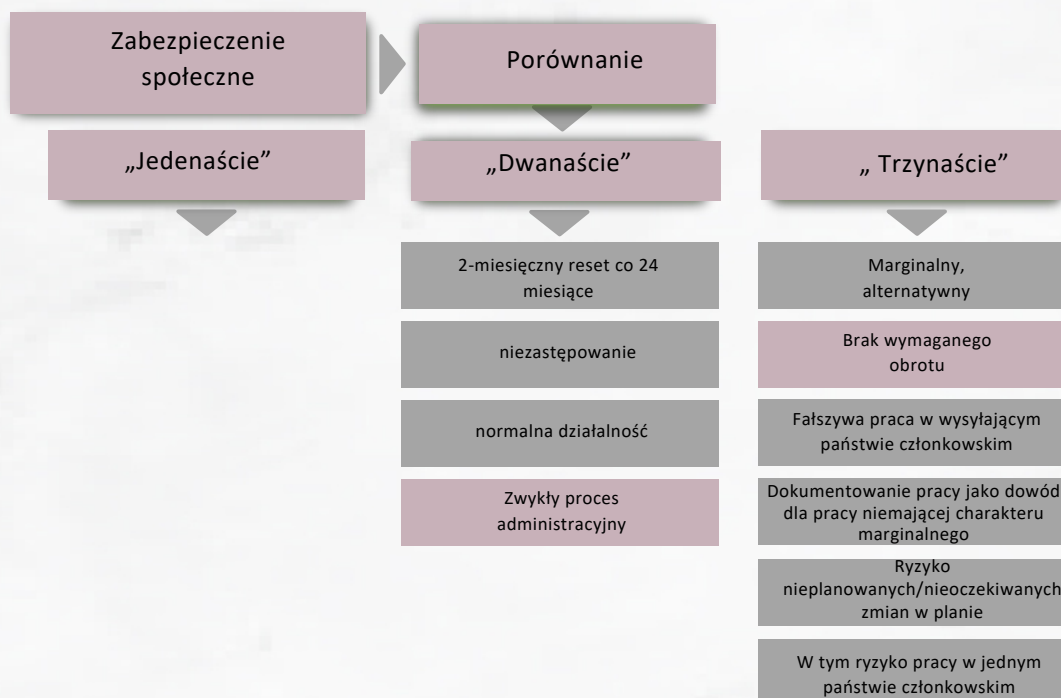 Zabezpieczenie
społeczne
Porównanie
„Jedenaście”
„Dwanaście”
„ Trzynaście”
2-miesięczny reset co 24
miesiące
niezastępowanie
normalna działalność
Zwykły proces
administracyjny
Marginalny,
alternatywny
Brak wymaganego
obrotu
Fałszywa praca w wysyłającym
państwie członkowskim
Dokumentowanie pracy jako dowód
dla pracy niemającej charakteru
marginalnego
Ryzyko
nieplanowanych/nieoczekiwanych
zmian w planie
W tym ryzyko pracy w jednym
państwie członkowskim